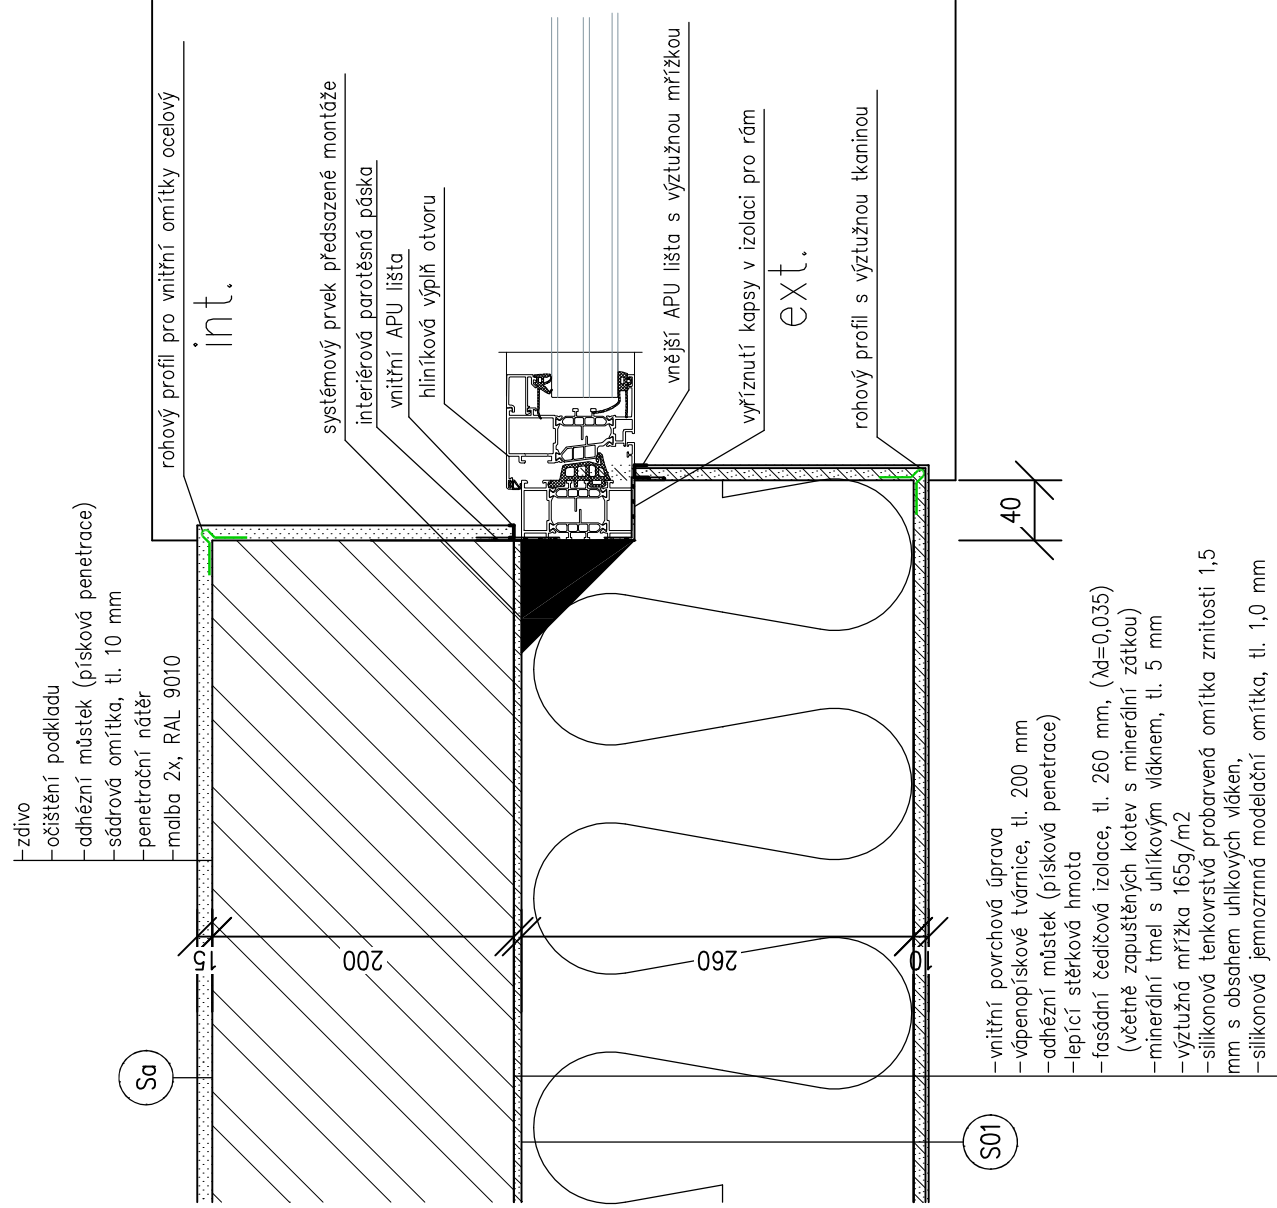 -zdivo
-očištění podkladu
-adhézní můstek (písková penetrace)
-sádrová omítka, tl. 10 mm
-penetrační nátěr
-malba 2x, RAL 9010
rohový profil pro vnitřní omítky ocelový
int.
systémový prvek předsazené montáže
interiérová parotěsná páska
vnitřní APU lišta
hliníková výplň otvoru
vnější APU lišta s výztužnou mřížkou
vyříznutí kapsy v izolaci pro rám
ext.
rohový profil s výztužnou tkaninou
40
15
200
260
10
Sa
S01
-vnitřní povrchová úprava
-vápenopískové tvárnice, tl. 200 mm
-adhézní můstek (písková penetrace)
-lepící stěrková hmota
-fasádní čedičová izolace, tl. 260 mm, (λd=0,035)
(včetně zapuštěných kotev s minerální zátkou)
-minerální tmel s uhlíkovým vláknem, tl. 5 mm
-výztužná mřížka 165g/m2
-silikonová tenkovrstvá probarvená omítka zrnitosti 1,5
mm s obsahem uhlkových vláken,
-silikonová jemnozrnná modelační omítka, tl. 1,0 mm